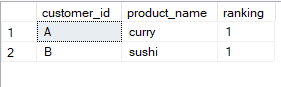 customer_id product_name ranking
1 A curry 1
2 B sushi 1